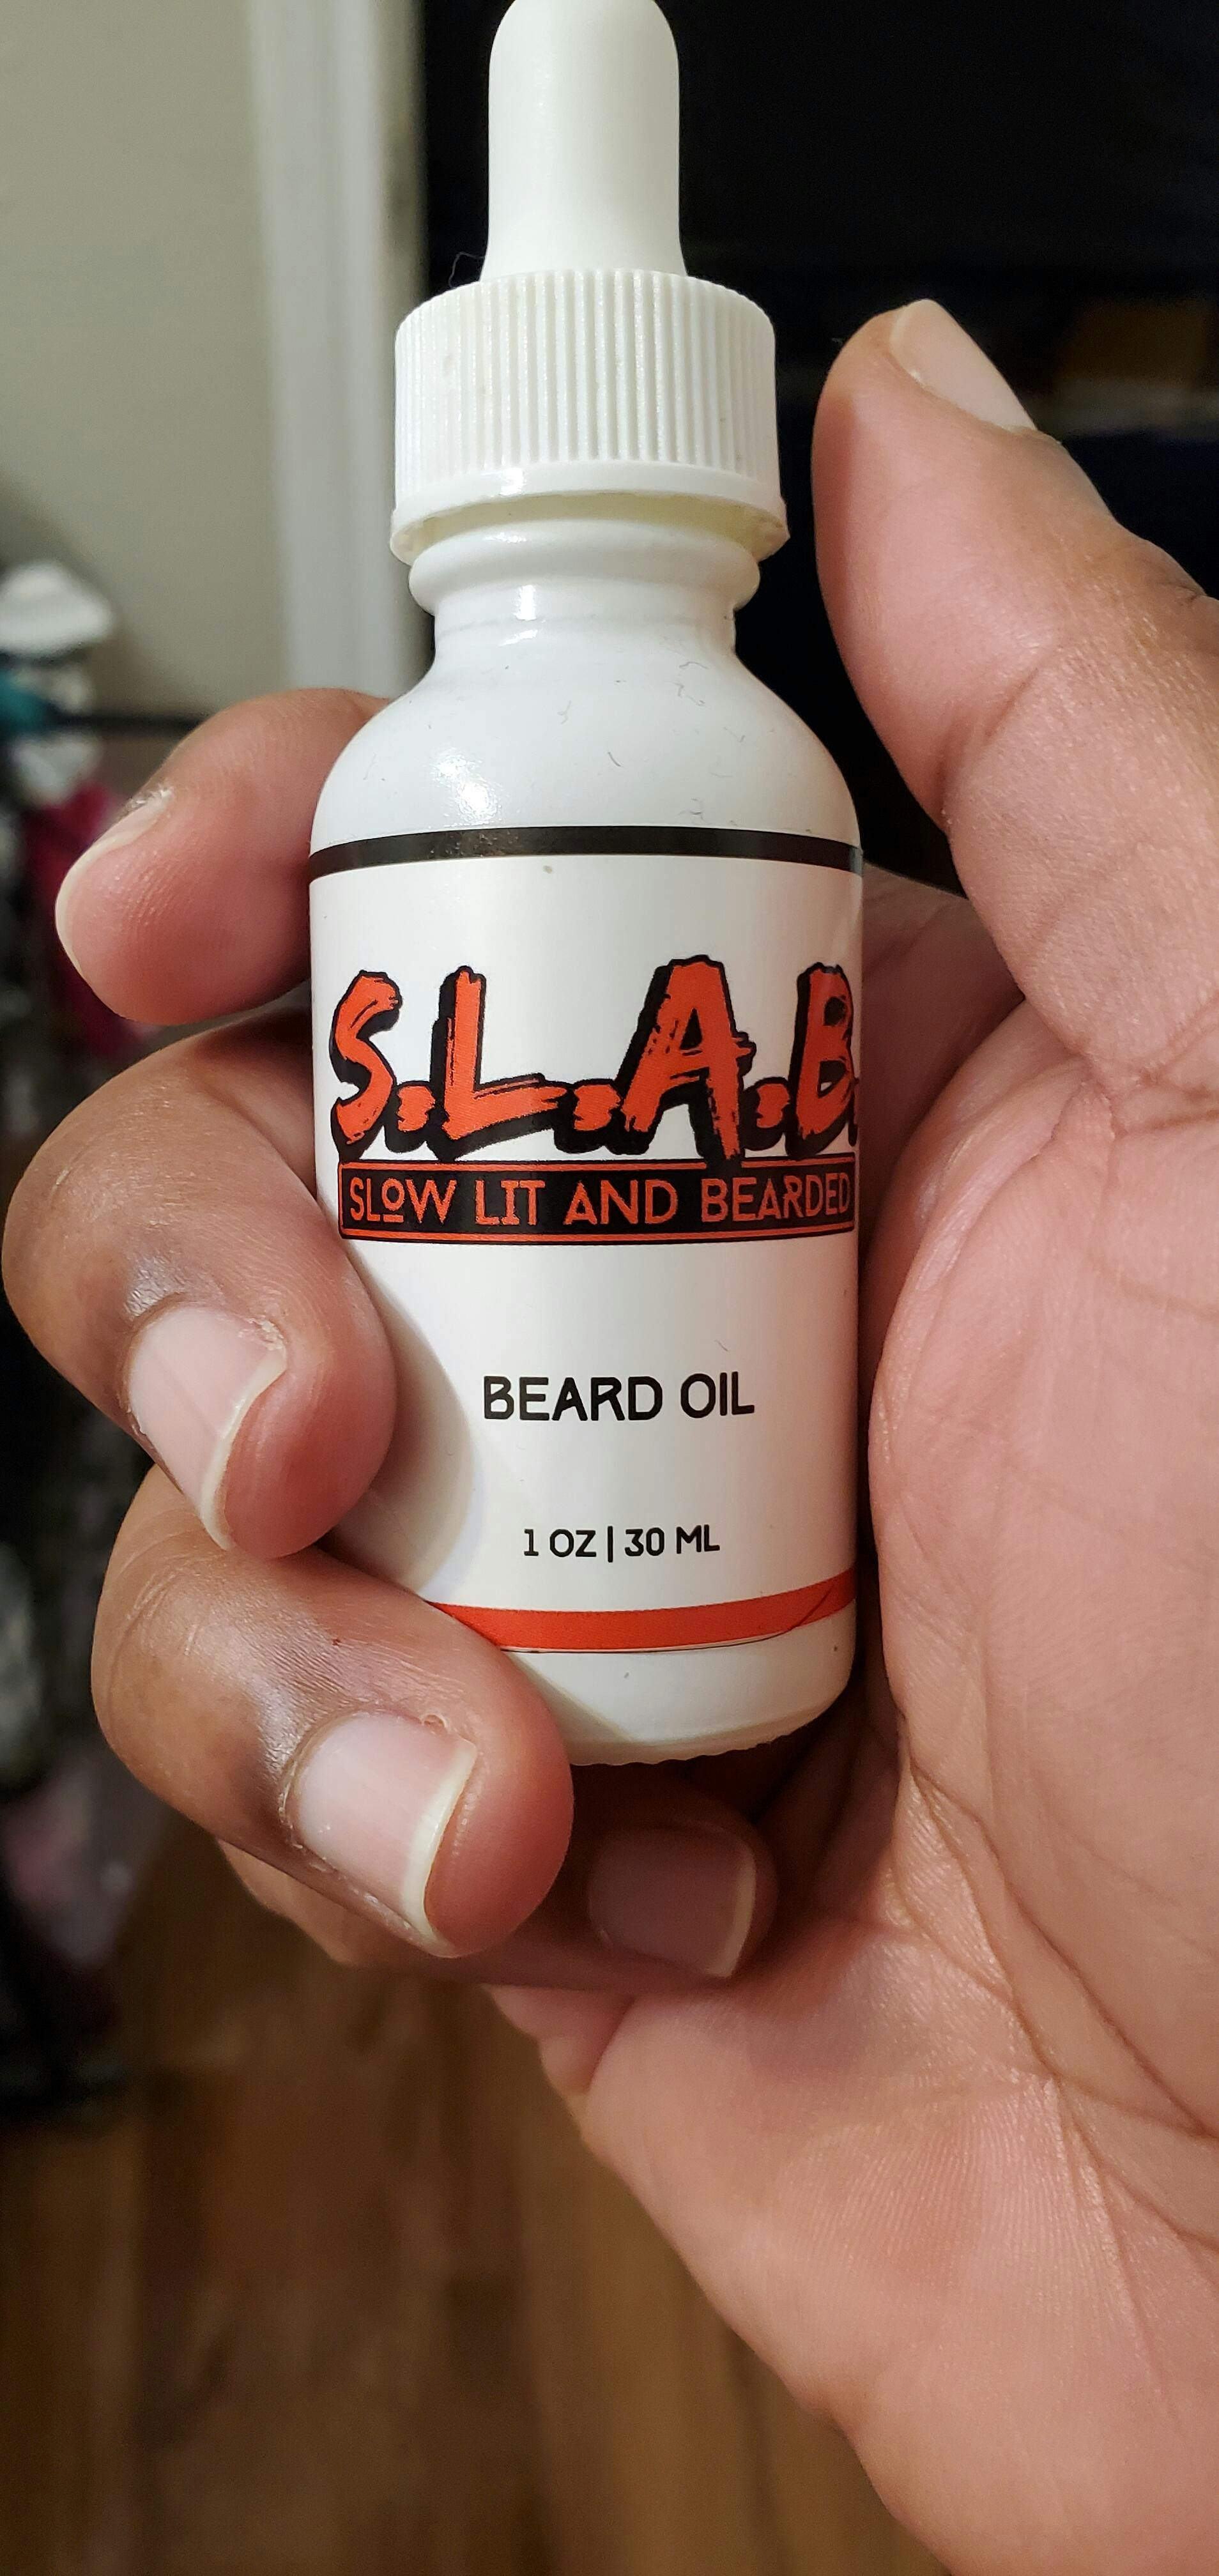 S.L.A.B.
SLOW LIT AND BEARDED
BEARD OIL
1 OZ | 30 ML